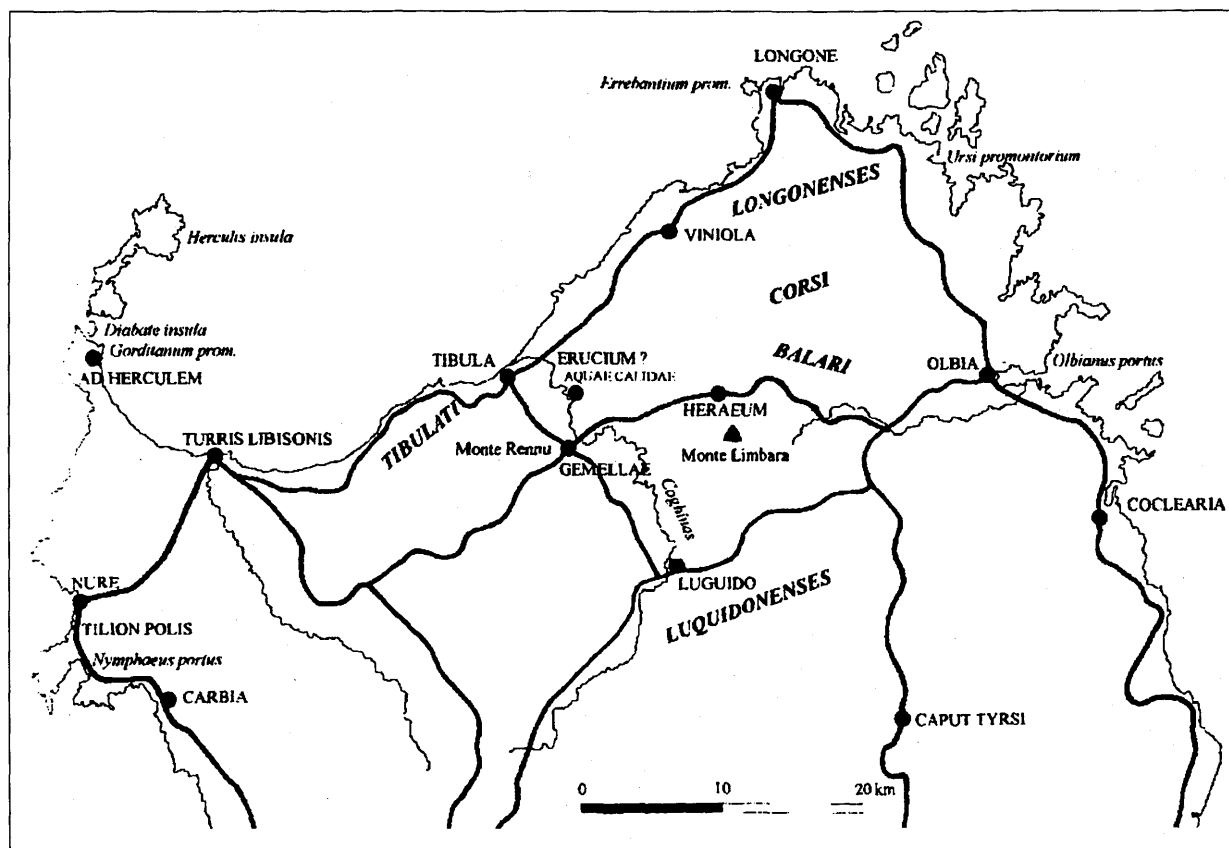 LONGONE
Errebantium prom.
Ursi promontorium
LONGONENSES
Herculis insula
VINIOLA
CORSI
Diabate insula
Gorditanum prom.
AD HERCULEM
TIBULA
ERUCIUM ?
AQUAE CALIDAE
BALARI
OLBIA
Olbianus portus
HERAEUM
TIBULATI
TURRIS LIBISONIS
Monte Rennu
GEMELLAE
Monte Limbara
Coghinas
COCLEARIA
NURE
LUGUIDO
LUQUIDONENSES
TILION POLIS
Nymphaeus portus
CARBIA
CAPUT TYRSI
0 10 20 km